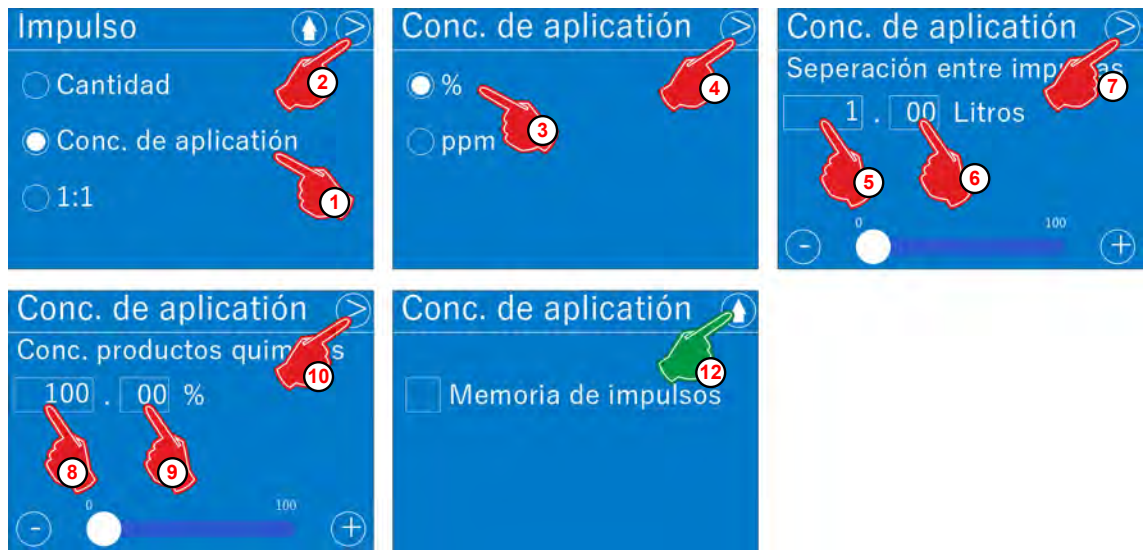 Impulso
Cantidad
2
Conc. de aplicatión
1
1:1
Conc. de aplicatión
%
4
3
ppm
Conc. de aplicatión
Seperación entre
7
1 . 00 Litros
5
6
0 100
- +
Conc. de aplicatión
Conc. productos
10
100 . 00 %
8
9
0 100
- +
Conc. de aplicatión
12
Memoria de impulsos